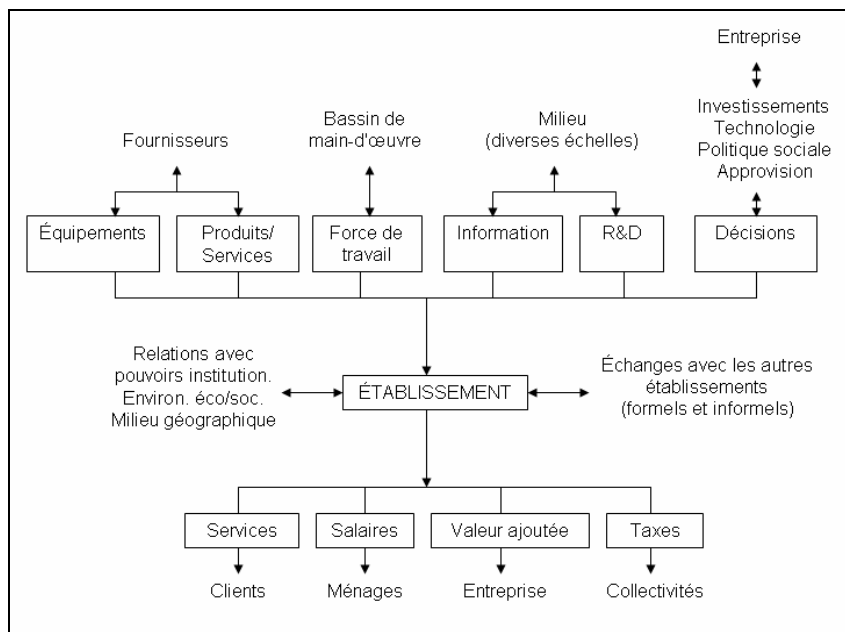 Entreprise
Investissements
Technologie
Politique sociale
Approvision
Fournisseurs
Bassin de
main-d'œuvre
Milieu
(diverses échelles)
Équipements
Produits/
Services
Force de
travail
Information
R&D
Décisions
Relations avec
pouvoirs institution.
Environ. éco/soc.
Milieu géographique
ÉTABLISSEMENT
Échanges avec les autres
établissements
(formels et informels)
Services
Salaires
Valeur ajoutée
Taxes
Clients
Ménages
Entreprise
Collectivités